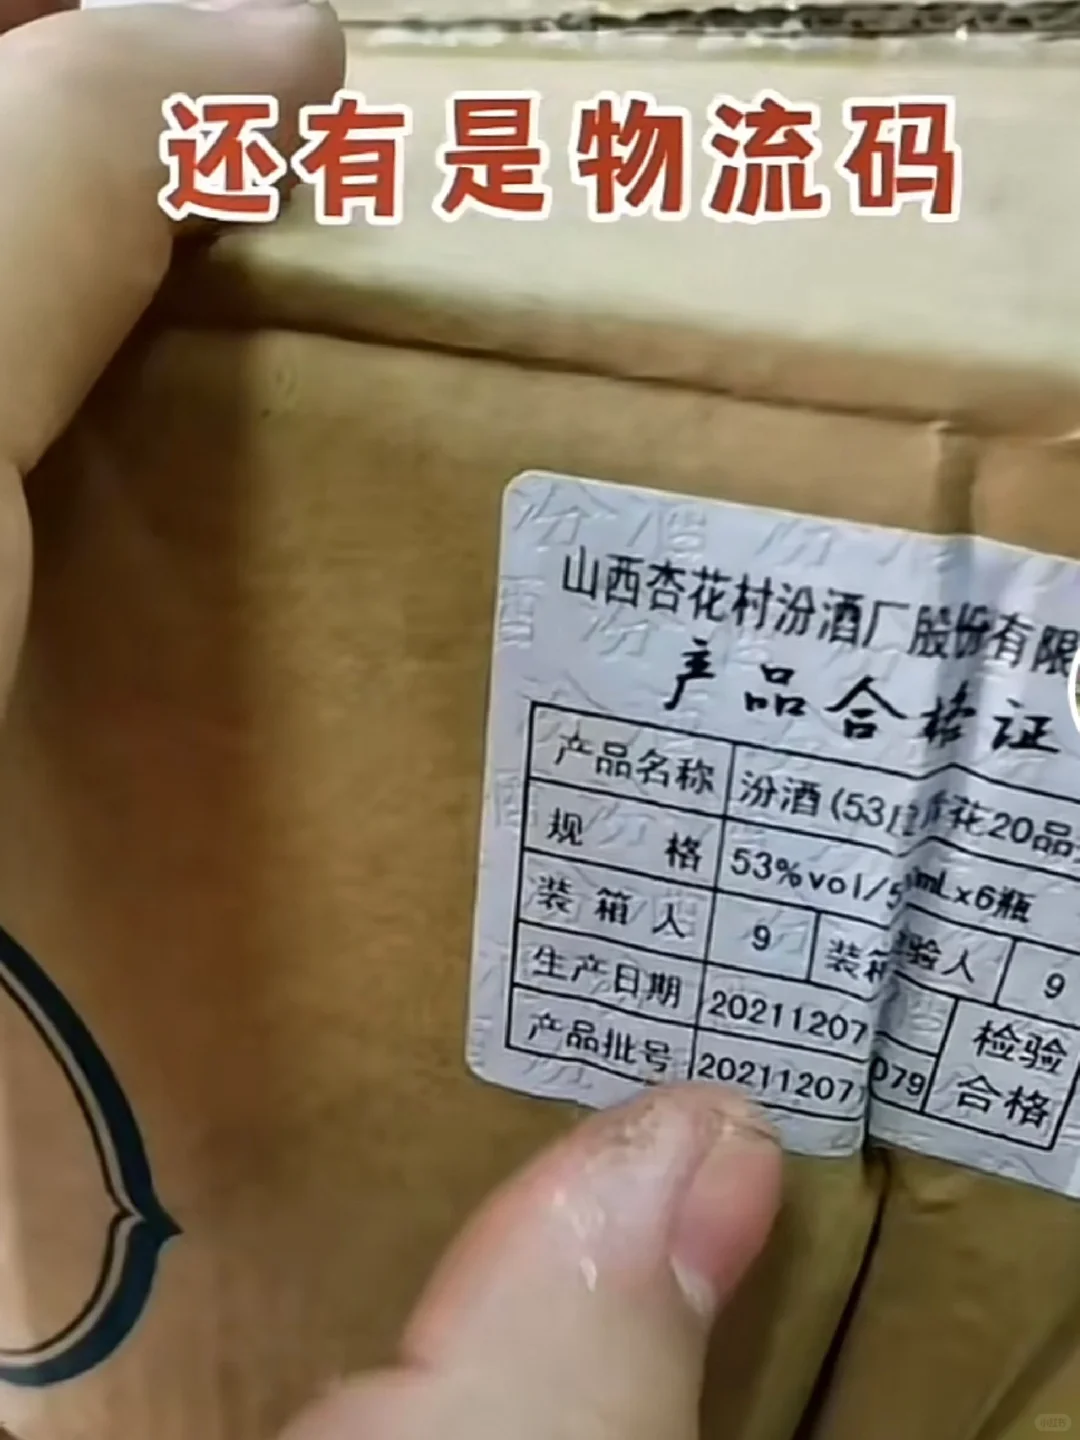 还有是物流码
山西杏花村汾酒厂股份有限
产品合格证
产品名称 汾酒(53 花20品
规格 53%vol/5 mLx6瓶
装箱人 9 装箱 验人 9
生产日期 20211207
产品批号 20211207 079
检验
合格